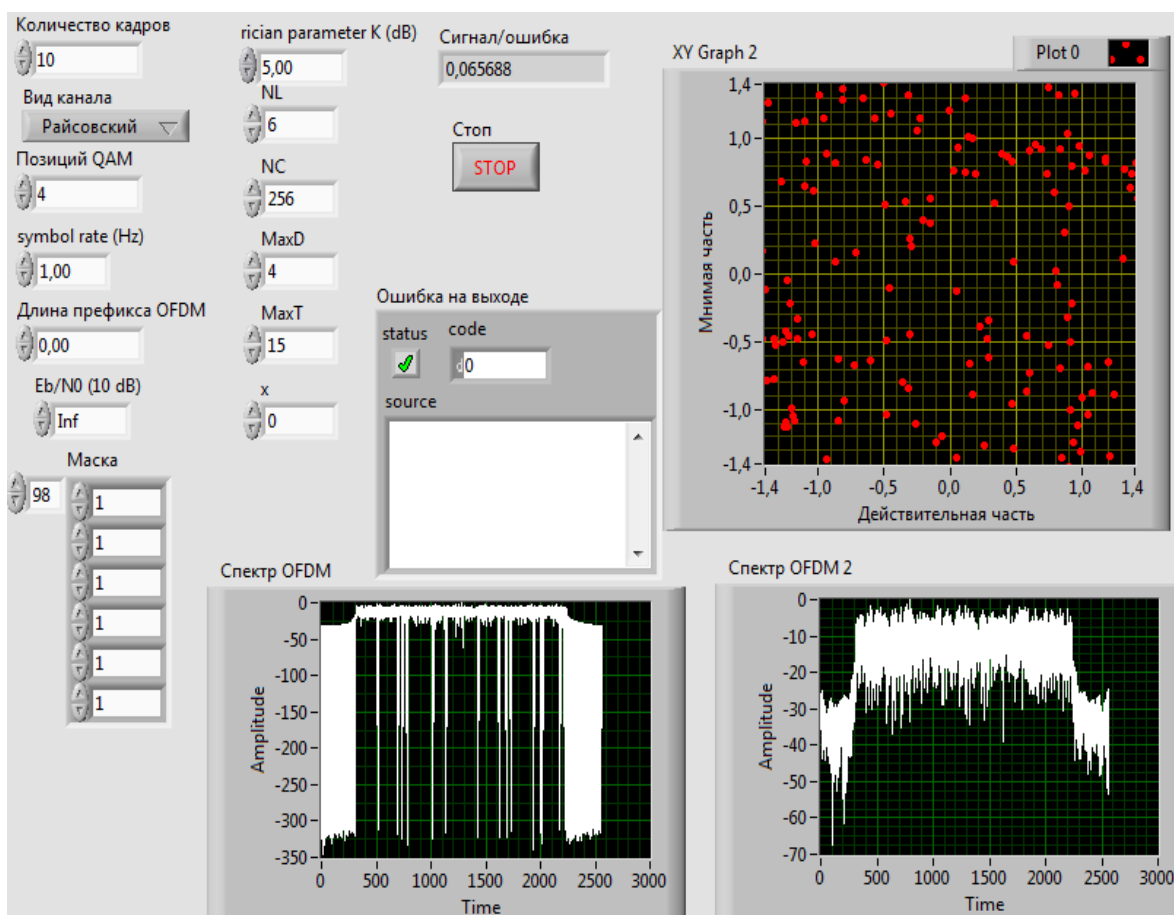 Количество кадров
10
Вид канала
Райсовский
Позиций QAM
4
symbol rate (Hz)
1,00
Длина префикса OFDM
0,00
Eb/N0 (10 dB)
Inf
Маска
98
1
1
1
1
1
1
rician parameter K (dB)
5,00
NL
6
NC
256
MaxD
4
MaxT
15
x
0
Сигнал/ошибка
0,065688
Стоп
STOP
Ошибка на выходе
status
code
d0
source
XY Graph 2
Plot 0
Мнимая часть
1,4
1,0
0,5
0,0
-0,5
-1,0
-1,4
-1,4 -1,0 -0,5 0,0 0,5 1,0 1,4
Действительная часть
Спектр OFDM
Amplitude
0
-50
-100
-150
-200
-250
-300
-350
0 500 1000 1500 2000 2500 3000
Time
Спектр OFDM 2
Amplitude
0
-10
-20
-30
-40
-50
-60
-70
0 500 1000 1500 2000 2500 3000
Time